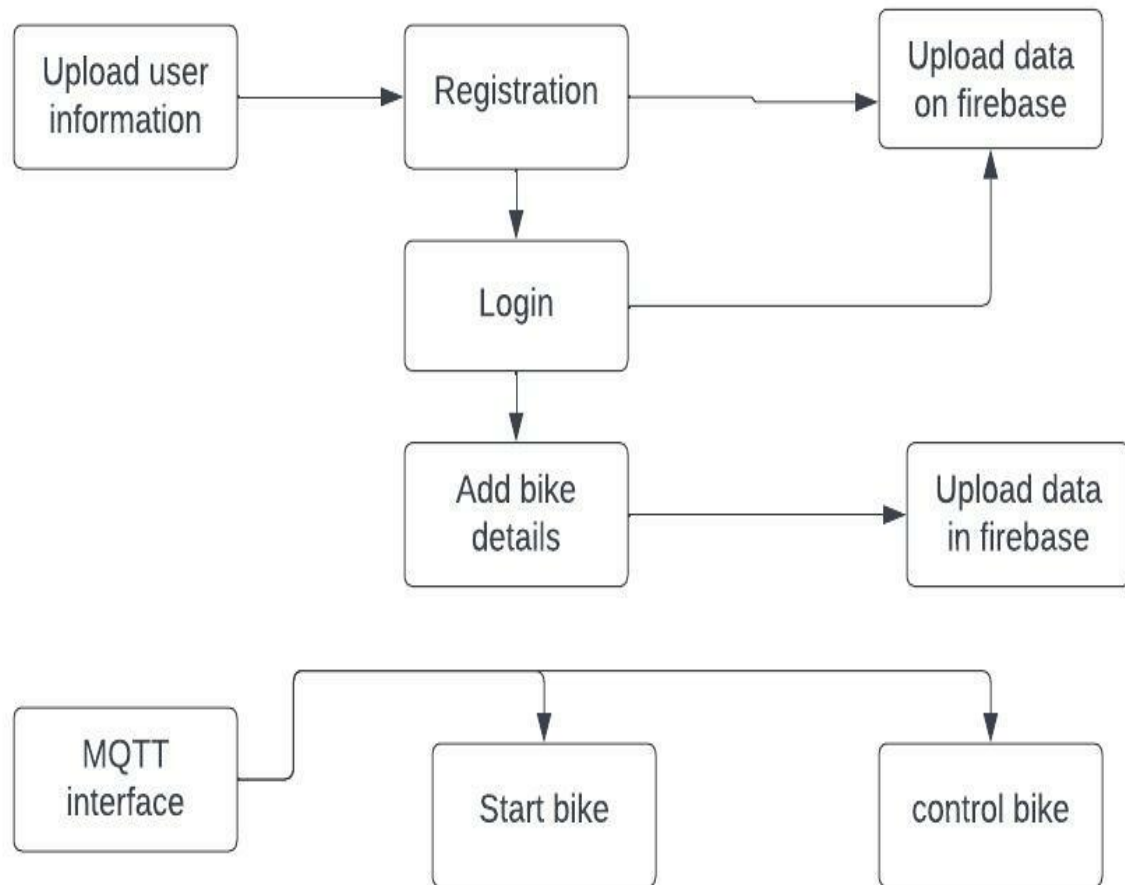 Upload user
information
Registration
Upload data
on firebase
Login
Add bike
details
Upload data
in firebase
MQTT
interface
Start bike
control bike